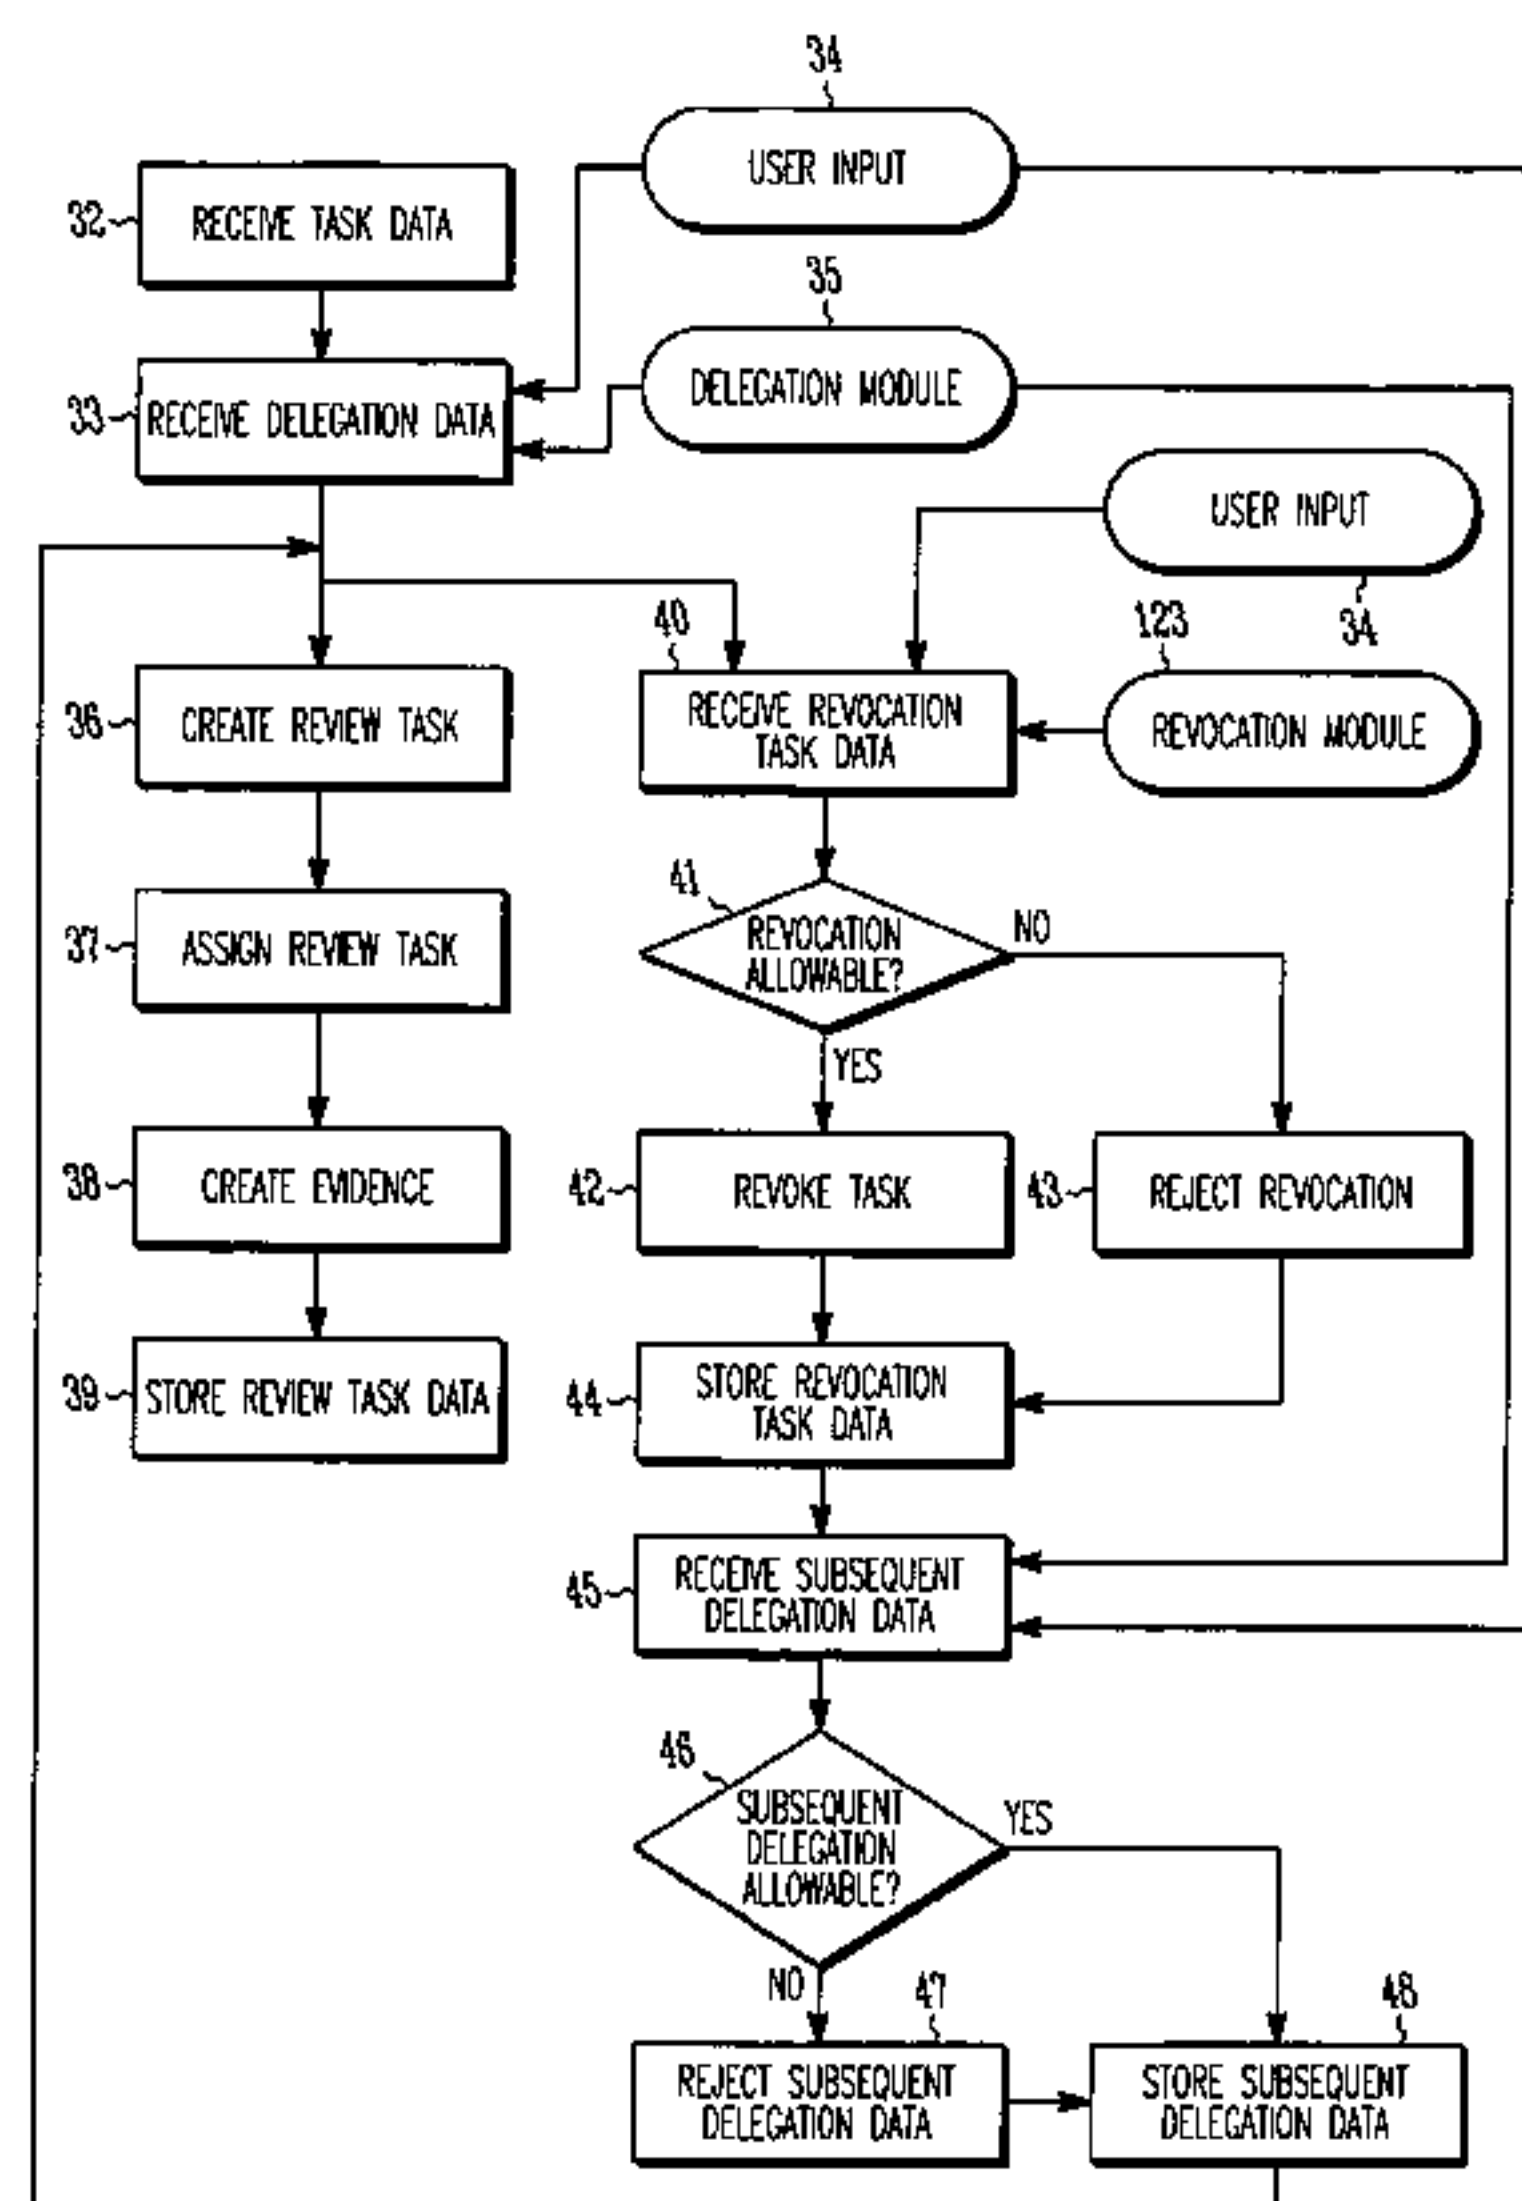 34
USER INPUT
32
RECEIVE TASK DATA
35
DELEGATION MODULE
33
RECEIVE DELEGATION DATA
USER INPUT
34
40
RECEIVE REVOCATION
TASK DATA
123
REVOCATION MODULE
36
CREATE REVIEW TASK
37
ASSIGN REVIEW TASK
41
REVOCATION
ALLOWABLE?
NO
YES
38
CREATE EVIDENCE
42
REVOKE TASK
43
REJECT REVOCATION
39
STORE REVIEW TASK DATA
44
STORE REVOCATION
TASK DATA
45
RECEIVE SUBSEQUENT
DELEGATION DATA
46
SUBSEQUENT
DELEGATION
ALLOWABLE?
YES
NO
47
REJECT SUBSEQUENT
DELEGATION DATA
48
STORE SUBSEQUENT
DELEGATION DATA